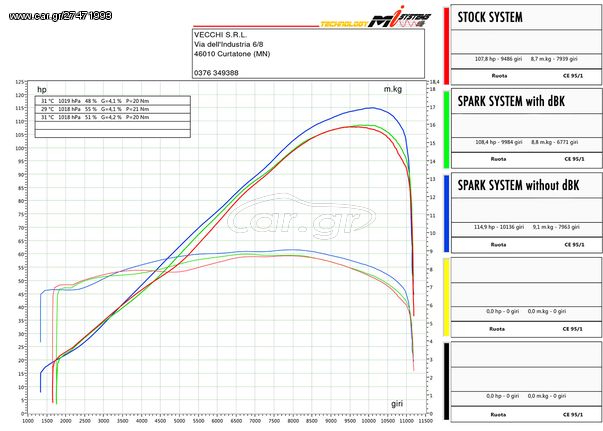 www.car.gr/27471993
TECHNOLOGY Mi SYSTEMS
VECCHI S.R.L.
Via dell'Industria 6/8
46010 Curtatone (MN)
0376 349388
STOCK SYSTEM
107,8 hp - 9486 giri 8,7 m.kg - 7939 giri
Ruota CE 95/1
SPARK SYSTEM with dBK
108,4 hp - 9984 giri 8,8 m.kg - 6771 giri
Ruota CE 95/1
SPARK SYSTEM without dBK
114,9 hp - 10136 giri 9,1 m.kg - 7963 giri
Ruota CE 95/1
0,0 hp - 0 giri 0,0 m.kg - 0 giri
Ruota CE 95/1
0,0 hp - 0 giri 0,0 m.kg - 0 giri
Ruota CE 95/1
hp m.kg
31 °C 1019 hPa 48 % G=4,1 % P=20 Nm
29 °C 1018 hPa 55 % G=4,1 % P=21 Nm
31 °C 1018 hPa 51 % G=4,2 % P=20 Nm
125 18,4
120
115 17
110 16
105
100 15
95 14
90
85 13
80 12
75 11
70
65 10
60 9
55 8
50
45 7
40 6
35 5
30
25 4
20 3
15 2
10
5 1
0 0
car.gr
giri
1000 1500 2000 2500 3000 3500 4000 4500 5000 5500 6000 6500 7000 7500 8000 8500 9000 9500 10000 10500 11500